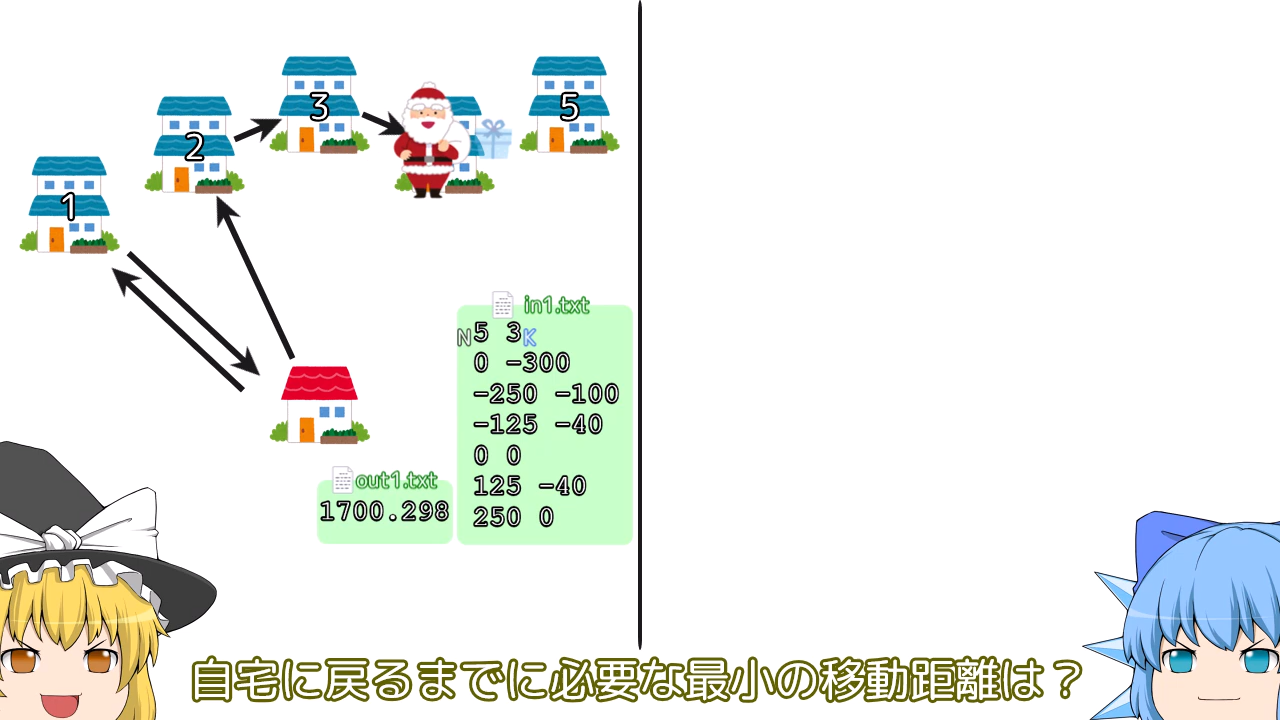 3
5
2
1
in1.txt
N5 3K
0 -300
-250 -100
-125 -40
0 0
125 -40
250 0
out1.txt
1700.298
自宅に戻るまでに必要な最小の移動距離は？